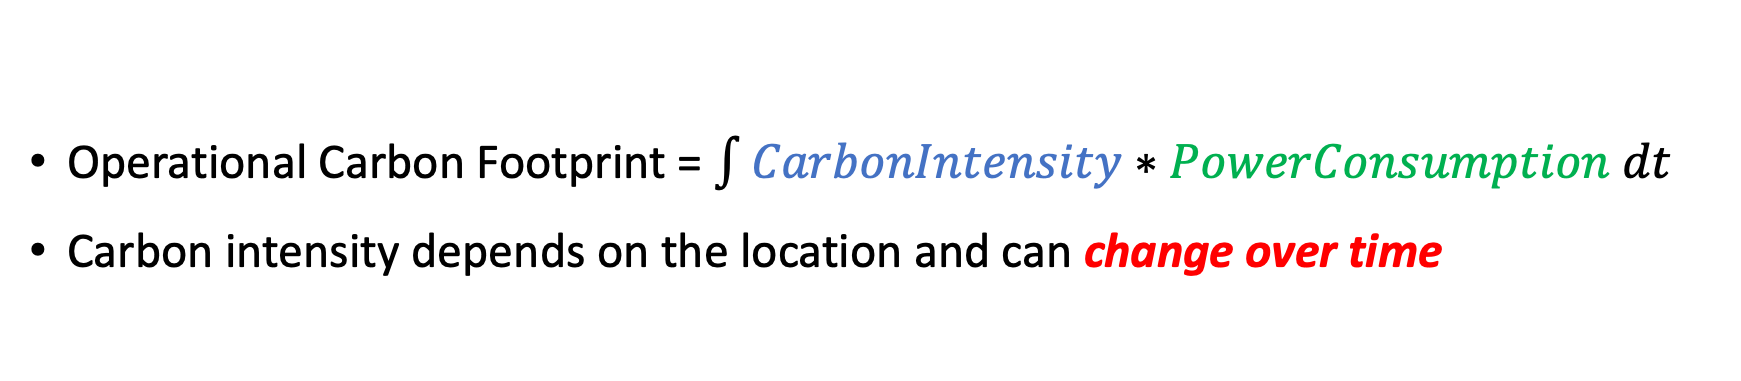 • Operational Carbon Footprint = ∫ CarbonIntensity * PowerConsumption dt
• Carbon intensity depends on the location and can change over time